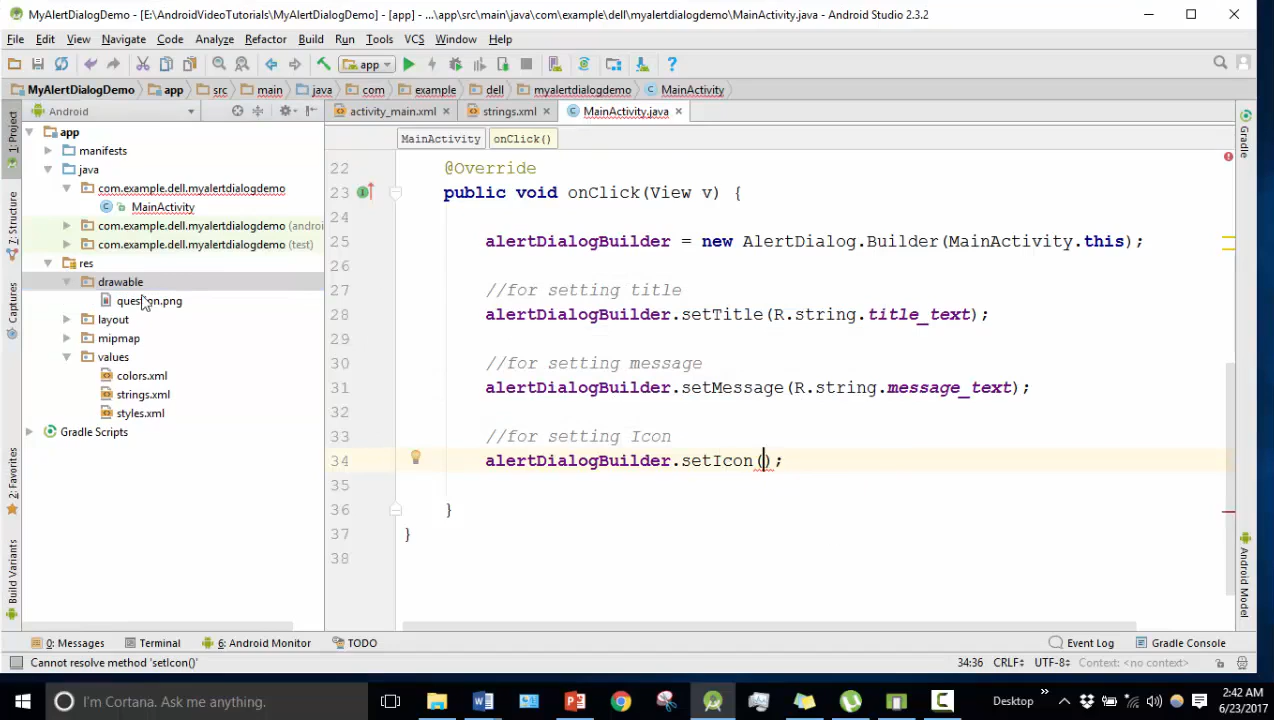 MyAlertDialogDemo - [E:\AndroidVideoTutorials\MyAlertDialogDemo] - [app] - ...\app\src\main\java\com\example\dell\myalertdialogdemo\MainActivity.java - Android Studio 2.3.2
File Edit View Navigate Code Analyze Refactor Build Run Tools VCS Window Help
app
MyAlertDialogDemo app src main java com example dell myalertdialogdemo MainActivity
Android
activity_main.xml strings.xml MainActivity.java
MainActivity onClick()
1: Project
7: Structure
Captures
2: Favorites
Build Variants
app
manifests
java
com.example.dell.myalertdialogdemo
MainActivity
com.example.dell.myalertdialogdemo (androi
com.example.dell.myalertdialogdemo (test)
res
drawable
layout
mipmap
values
colors.xml
strings.xml
styles.xml
Gradle Scripts
22 @Override
23 public void onClick(View v) {
24
25 alertDialogBuilder = new AlertDialog.Builder(MainActivity.this);
26
27 //for setting title
28 alertDialogBuilder.setTitle(R.string.title_text);
29
30 //for setting message
31 alertDialogBuilder.setMessage(R.string.message_text);
32
33 //for setting Icon
34 alertDialogBuilder.setIcon();
35
36 }
37 }
38
Gradle
Android Model
0: Messages Terminal 6: Android Monitor TODO Event Log Gradle Console
Cannot resolve method 'setIcon()' 34:36 CRLF UTF-8 Context: <no context>
I'm Cortana. Ask me anything. Desktop 2:42 AM
6/23/2017